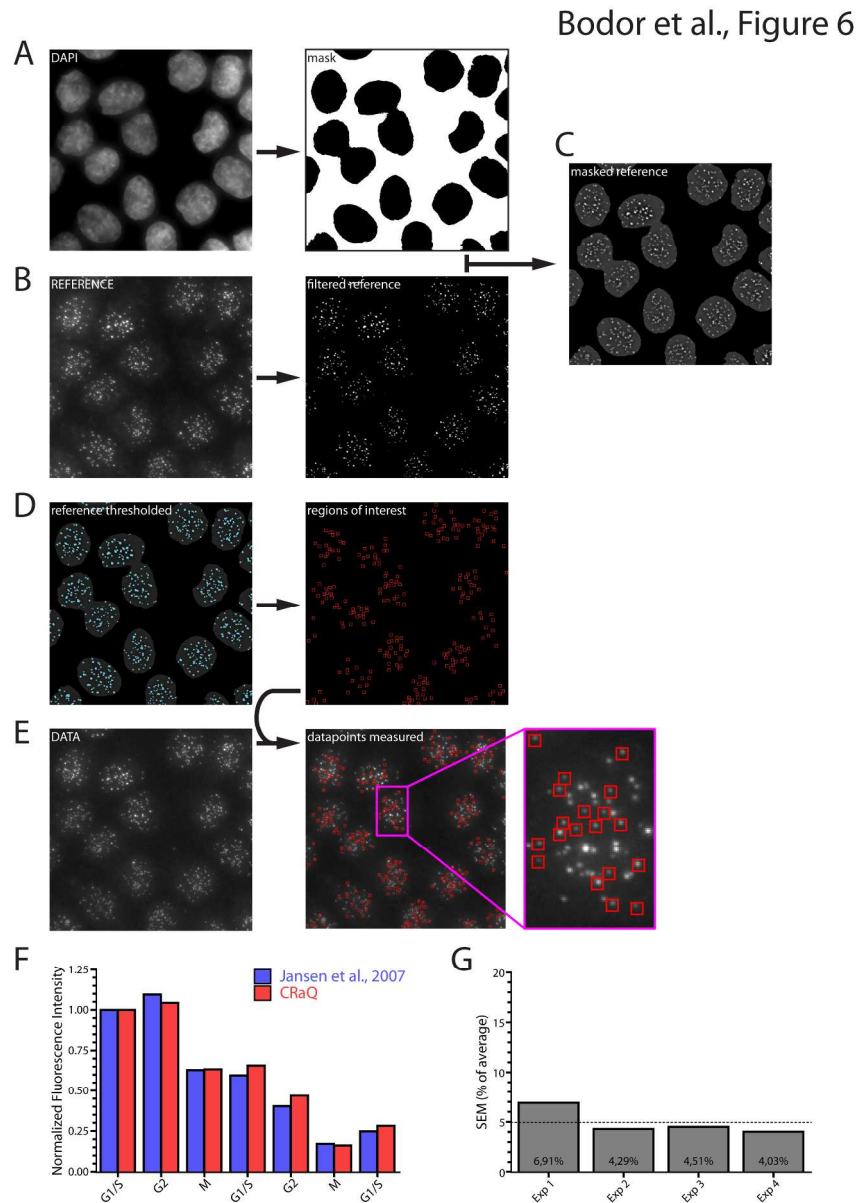 Bodor et al., Figure 6
A
DAPI
mask
C
masked reference
B
REFERENCE
filtered reference
D
reference thresholded
regions of interest
E
DATA
datapoints measured
F
Normalized Fluorescence Intensity
1.25
1.00
0.75
0.50
0.25
0.00
Jansen et al., 2007
CRaQ
G1/S
G2
M
G1/S
G2
M
G1/S
G
SEM (% of average)
20
15
10
5
0
6,91%
4,29%
4,51%
4,03%
Exp 1
Exp 2
Exp 3
Exp 4